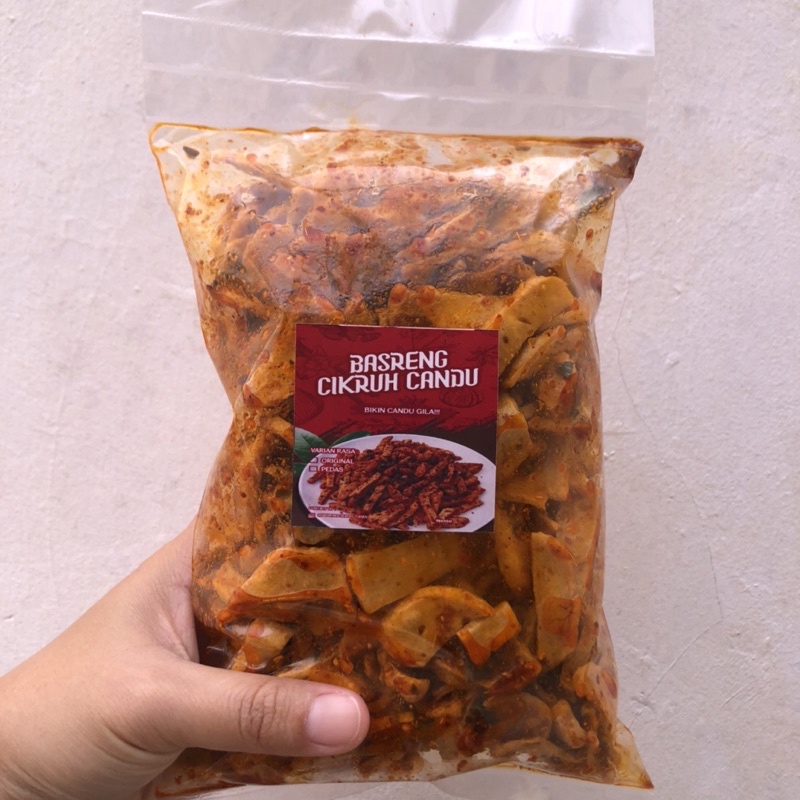 BASRENG
CIKRUH CANDU
BIKIN CANDU GILA!!!
VARIAN RASA
ORIGINAL
PEDAS